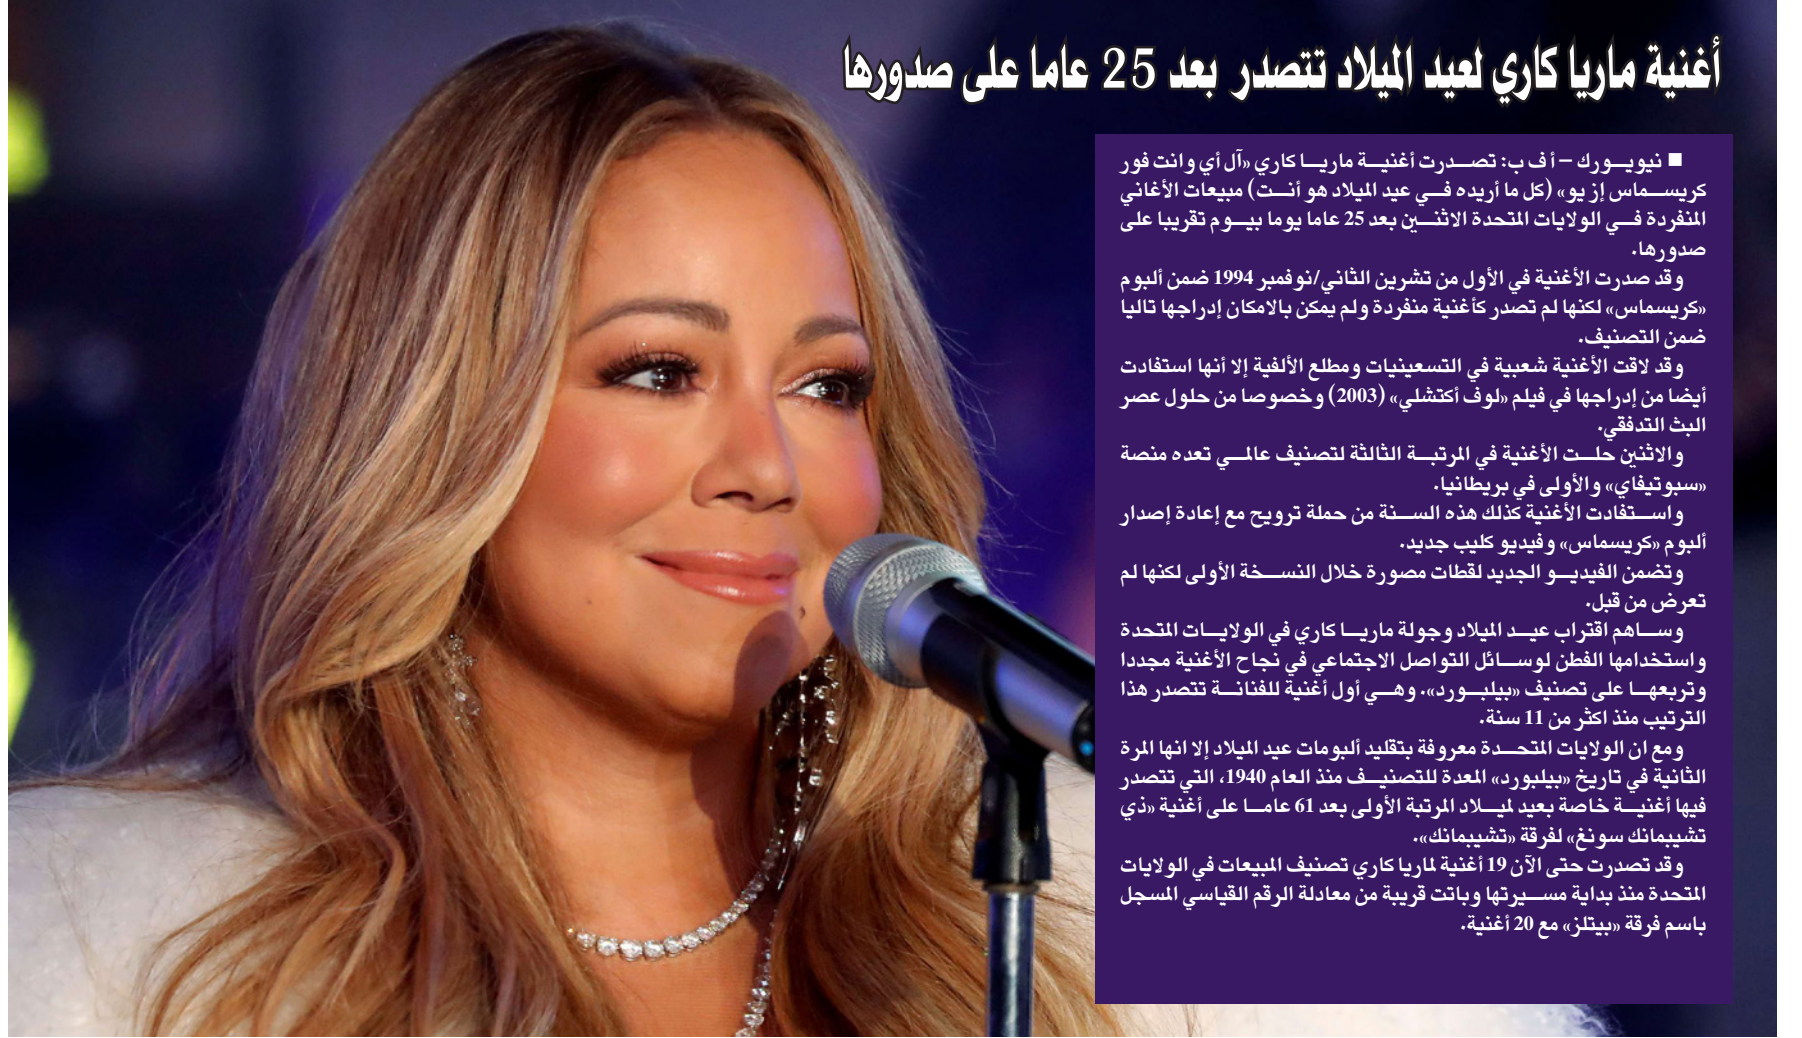 أغنية ماريا كاري لعيد الميلاد تتصدر بعد 25 عاما على صدورها
■ نيويورك – أ ف ب: تصدرت أغنية ماريا كاري «آل أي وانت فور
كريسماس إز يو» (كل ما أريده في عيد الميلاد هو أنت) مبيعات الأغاني
المنفردة في الولايات المتحدة الاثنين بعد 25 عاما يوما بيوم تقريبا على
صدورها.
وقد صدرت الأغنية في الأول من تشرين الثاني/نوفمبر 1994 ضمن ألبوم
«كريسماس» لكنها لم تصدر كأغنية منفردة ولم يمكن بالامكان إدراجها تاليا
ضمن التصنيف.
وقد لاقت الأغنية شعبية في التسعينيات ومطلع الألفية إلا أنها استفادت
أيضا من إدراجها في فيلم «لوف أكتشلي» (2003) وخصوصا من حلول عصر
البث التدفقي.
والاثنين حلت الأغنية في المرتبة الثالثة لتصنيف عالمي تعده منصة
«سبوتيفاي» والأولى في بريطانيا.
واستفادت الأغنية كذلك هذه السنة من حملة ترويح مع إعادة إصدار
ألبوم «كريسماس» وفيديو كليب جديد.
وتضمن الفيديو الجديد لقطات مصورة خلال النسخة الأولى لكنها لم
تعرض من قبل.
وساهم اقتراب عيد الميلاد وجولة ماريا كاري في الولايات المتحدة
واستخدامها الفطن لوسائل التواصل الاجتماعي في نجاح الأغنية مجددا
وتربعها على تصنيف «بيلبورد». وهي أول أغنية للفنانة تتصدر هذا
الترتيب منذ اكثر من 11 سنة.
ومع ان الولايات المتحدة معروفة بتقليد ألبومات عيد الميلاد إلا انها المرة
الثانية في تاريخ «بيلبورد» المعدة للتصنيف منذ العام 1940، التي تتصدر
فيها أغنية خاصة بعيد لميلاد المرتبة الأولى بعد 61 عاما على أغنية «ذي
تشيبمانك سونغ» لفرقة «تشيبمانك».
وقد تصدرت حتى الآن 19 أغنية لماريا كاري تصنيف المبيعات في الولايات
المتحدة منذ بداية مسيرتها وباتت قريبة من معادلة الرقم القياسي المسجل
باسم فرقة «بيتلز» مع 20 أغنية.